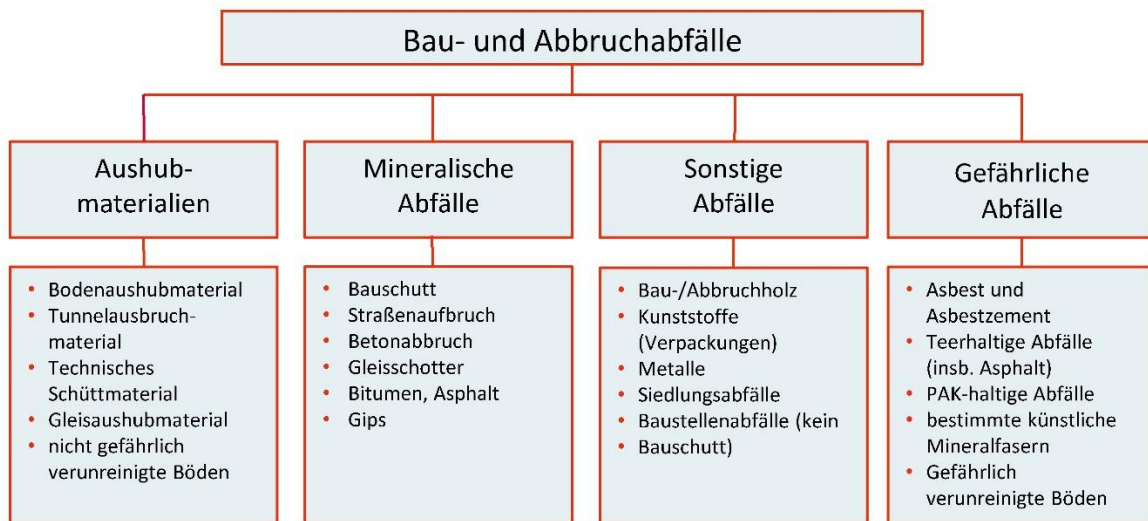 Bau- und Abbruchabfälle
Aushub-
materialien
Mineralische
Abfälle
Sonstige
Abfälle
Gefährliche
Abfälle
• Bodenaushubmaterial
• Tunnelausbruch-
material
• Technisches
Schüttmaterial
• Gleisaushubmaterial
• nicht gefährlich
verunreinigte Böden
• Bauschutt
• Straßenaufbruch
• Betonabbruch
• Gleisschotter
• Bitumen, Asphalt
• Gips
• Bau-/Abbruchholz
• Kunststoffe
(Verpackungen)
• Metalle
• Siedlungsabfälle
• Baustellenabfälle (kein
• Bauschutt)
• Asbest und
Asbestzement
• Teerhaltige Abfälle
(insb. Asphalt)
• PAK-haltige Abfälle
• bestimmte künstliche
Mineralfasern
• Gefährlich
verunreinigte Böden